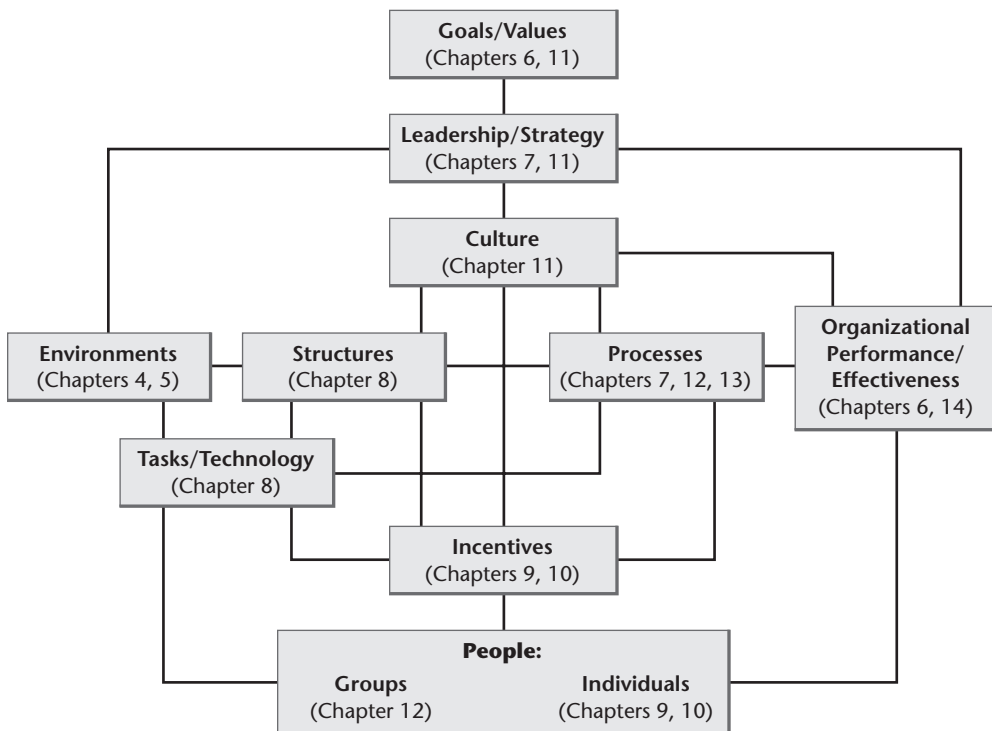 Goals/Values
(Chapters 6, 11)
Leadership/Strategy
(Chapters 7, 11)
Culture
(Chapter 11)
Environments
(Chapters 4, 5)
Structures
(Chapter 8)
Processes
(Chapters 7, 12, 13)
Organizational
Performance/
Effectiveness
(Chapters 6, 14)
Tasks/Technology
(Chapter 8)
Incentives
(Chapters 9, 10)
People:
Groups
(Chapter 12)
Individuals
(Chapters 9, 10)